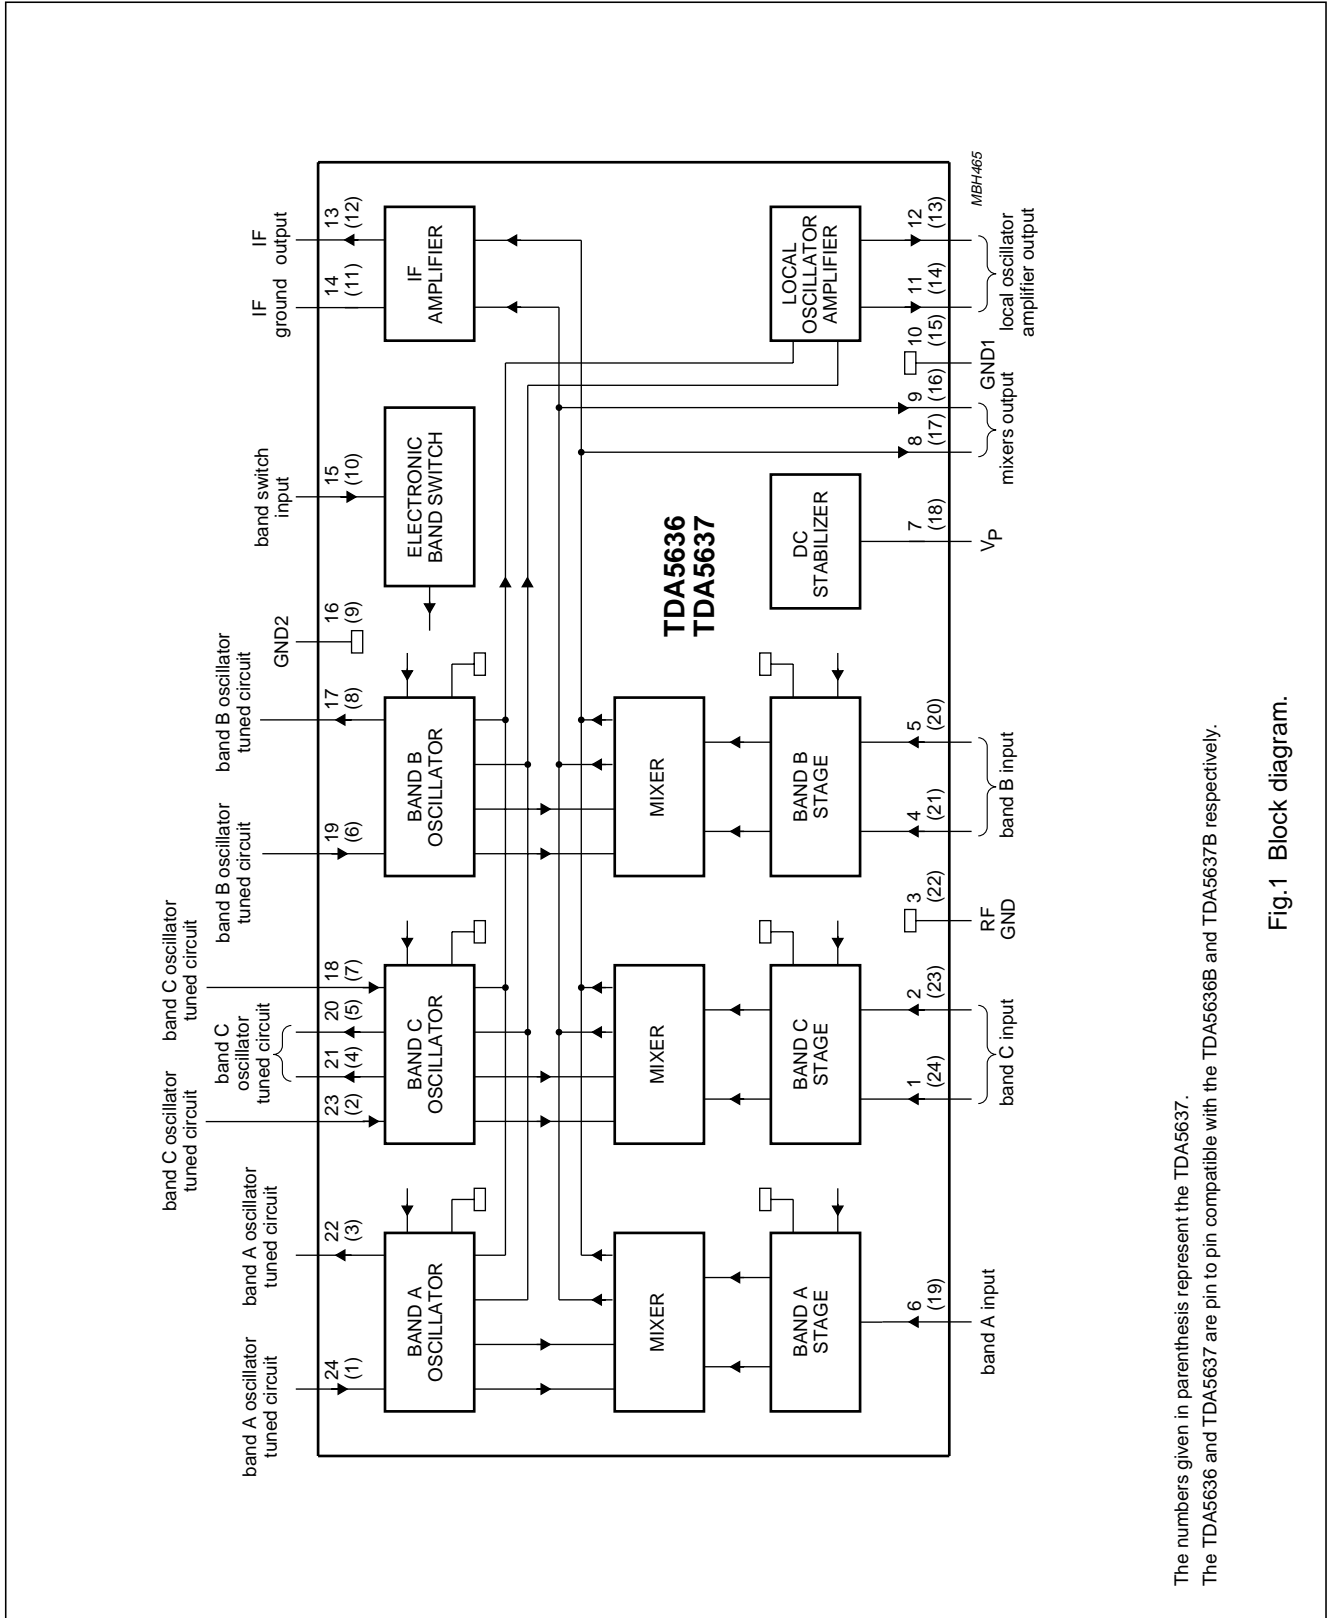 band A oscillator
tuned circuit
band A oscillator
tuned circuit
band C oscillator
tuned circuit
band C
oscillator
tuned circuit
band C oscillator
tuned circuit
band B oscillator
tuned circuit
band B oscillator
tuned circuit
GND2
band switch
input
IF
ground
IF
output
24
(1)
22
(3)
23
(2)
21
(4)
20
(5)
18
(7)
19
(6)
17
(8)
16
(9)
15
(10)
14
(11)
13
(12)
BAND A
OSCILLATOR
BAND C
OSCILLATOR
BAND B
OSCILLATOR
ELECTRONIC
BAND SWITCH
IF
AMPLIFIER
MIXER
MIXER
MIXER
TDA5636
TDA5637
BAND A
STAGE
BAND C
STAGE
BAND B
STAGE
DC
STABILIZER
LOCAL
OSCILLATOR
AMPLIFIER
6
(19)
1
(24)
2
(23)
3
(22)
4
(21)
5
(20)
7
(18)
8
(17)
9
(16)
10
(15)
11
(14)
12
(13)
band A input
band C input
RF
GND
band B input
VP
mixers output
GND1
local oscillator
amplifier output
MBH465
The numbers given in parenthesis represent the TDA5637.
The TDA5636 and TDA5637 are pin to pin compatible with the TDA5636B and TDA5637B respectively.
Fig.1 Block diagram.